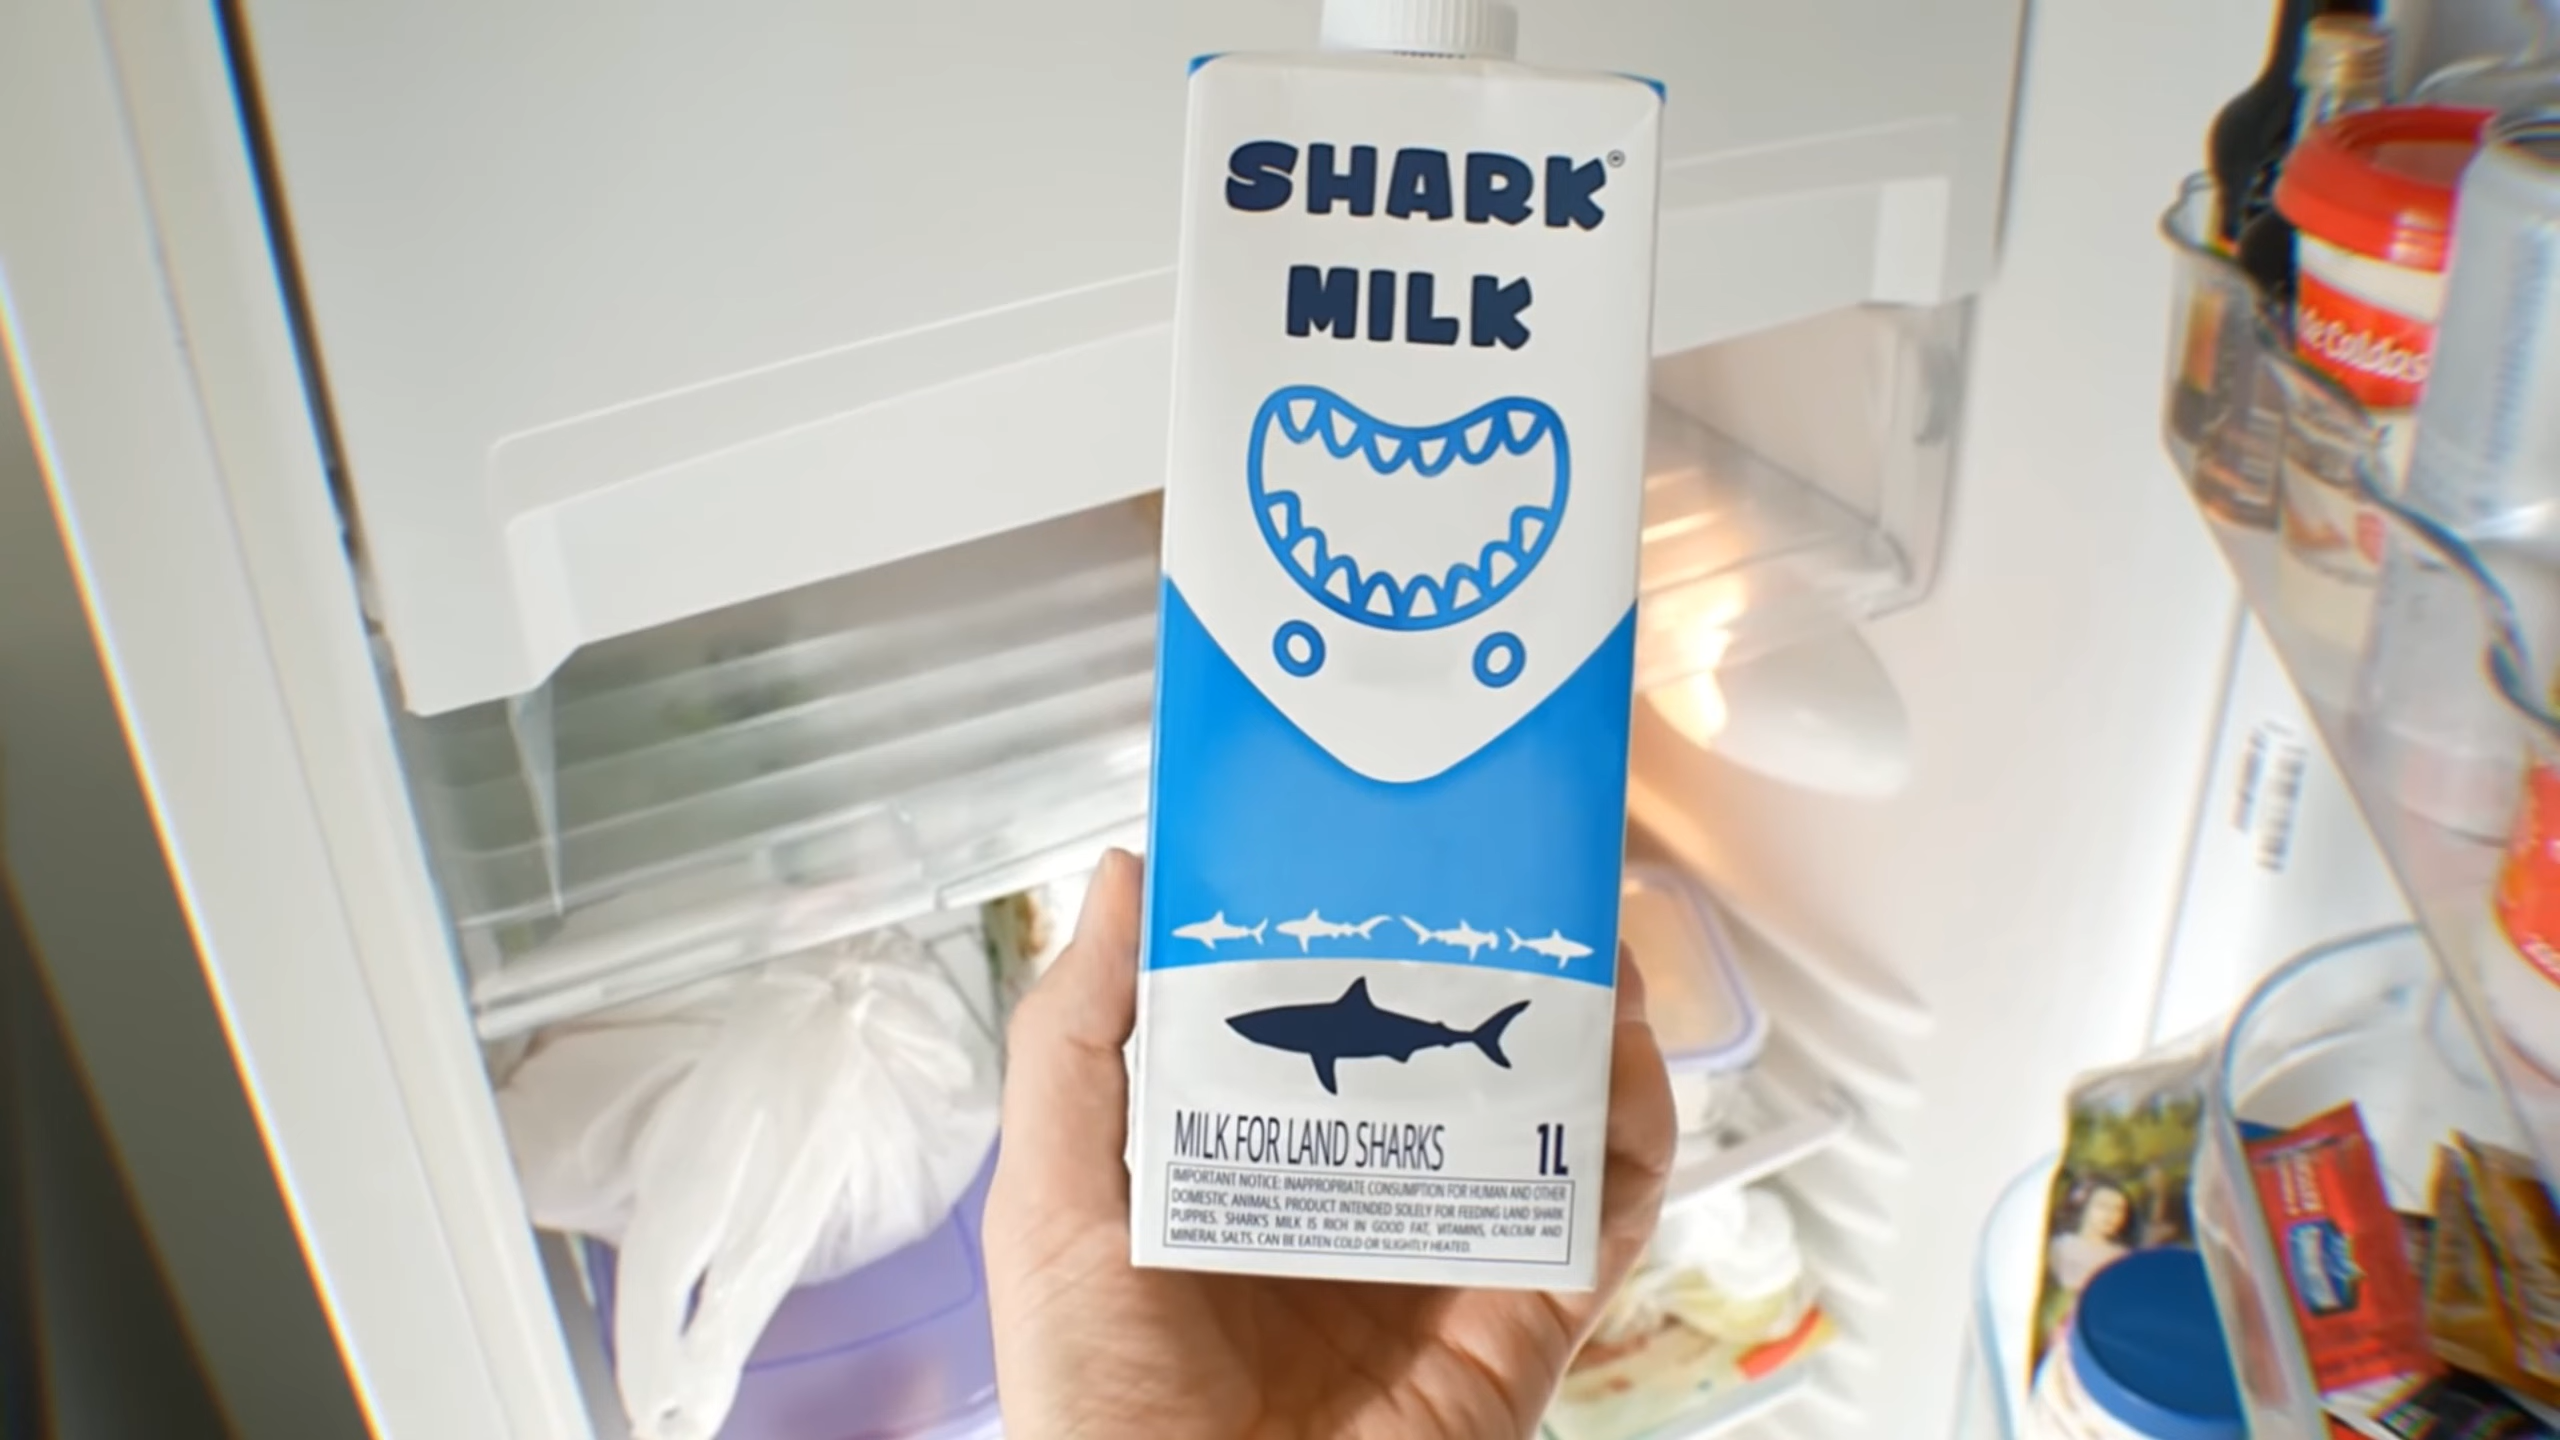 SHARK®
MILK
MILK FOR LAND SHARKS 1L
IMPORTANT NOTICE: INAPPROPRIATE CONSUMPTION FOR HUMAN AND OTHER
DOMESTIC ANIMALS, PRODUCT INTENDED SOLELY FOR FEEDING LAND SHARK
PUPPIES. SHARK'S MILK IS RICH IN GOOD FAT, VITAMINS, CALCIUM AND
MINERAL SALTS. CAN BE EATEN COLD OR SLIGHTLY HEATED.